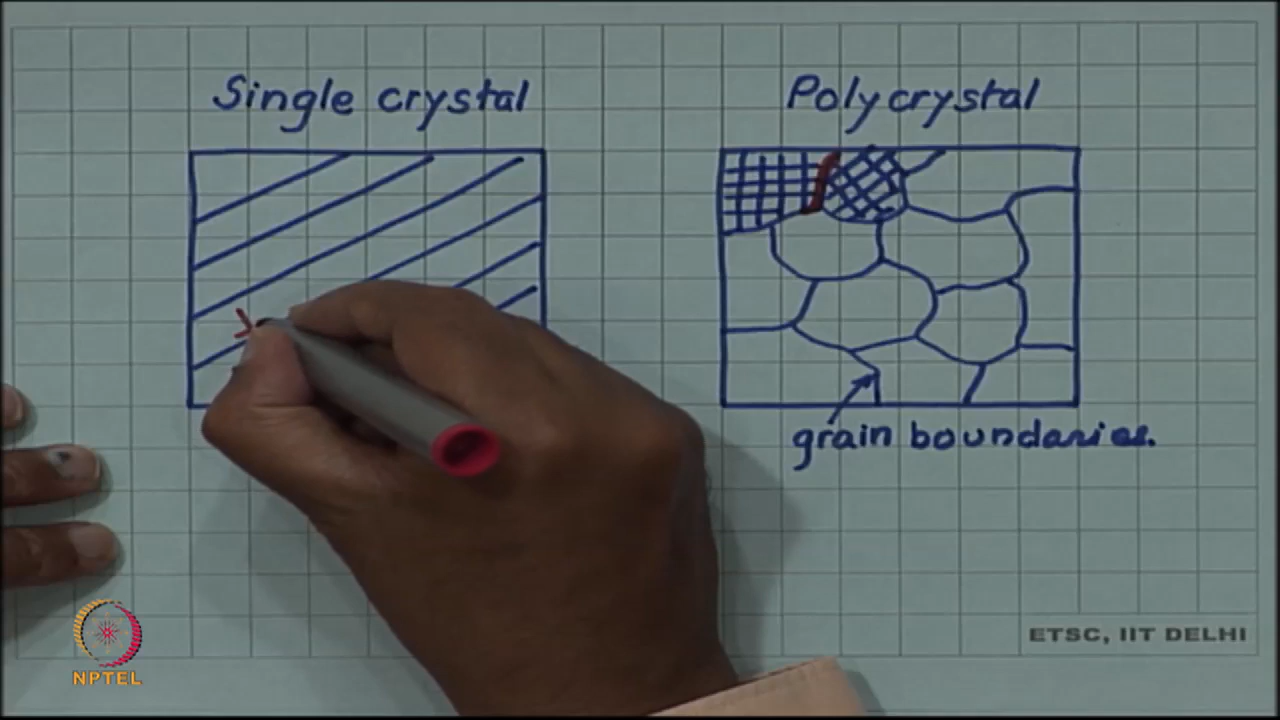 Single crystal
Polycrystal
grain boundaries.
ETSC, IIT DELHI
NPTEL